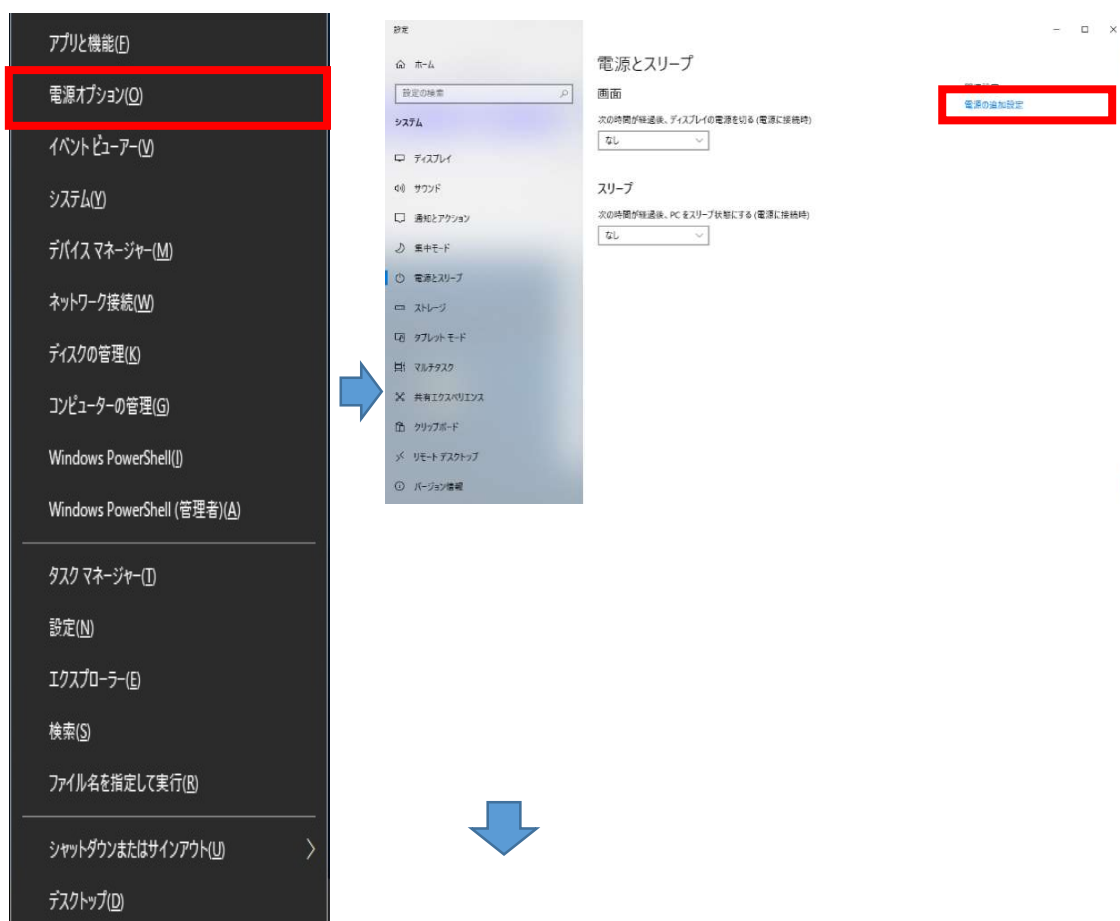 アプリと機能(F)
電源オプション(O)
イベント ビューアー(V)
システム(Y)
デバイス マネージャー(M)
ネットワーク接続(W)
ディスクの管理(K)
コンピューターの管理(G)
Windows PowerShell(I)
Windows PowerShell (管理者)(A)
タスク マネージャー(T)
設定(N)
エクスプローラー(E)
検索(S)
ファイル名を指定して実行(R)
シャットダウンまたはサインアウト(U)
デスクトップ(D)
設定
ホーム
設定の検索
システム
ディスプレイ
サウンド
通知とアクション
集中モード
電源とスリープ
ストレージ
タブレット モード
マルチタスク
共有エクスペリエンス
クリップボード
リモート デスクトップ
バージョン情報
電源とスリープ
画面
次の時間が経過後、ディスプレイの電源を切る (電源に接続時)
なし
スリープ
次の時間が経過後、PC をスリープ状態にする (電源に接続時)
なし
電源の追加設定